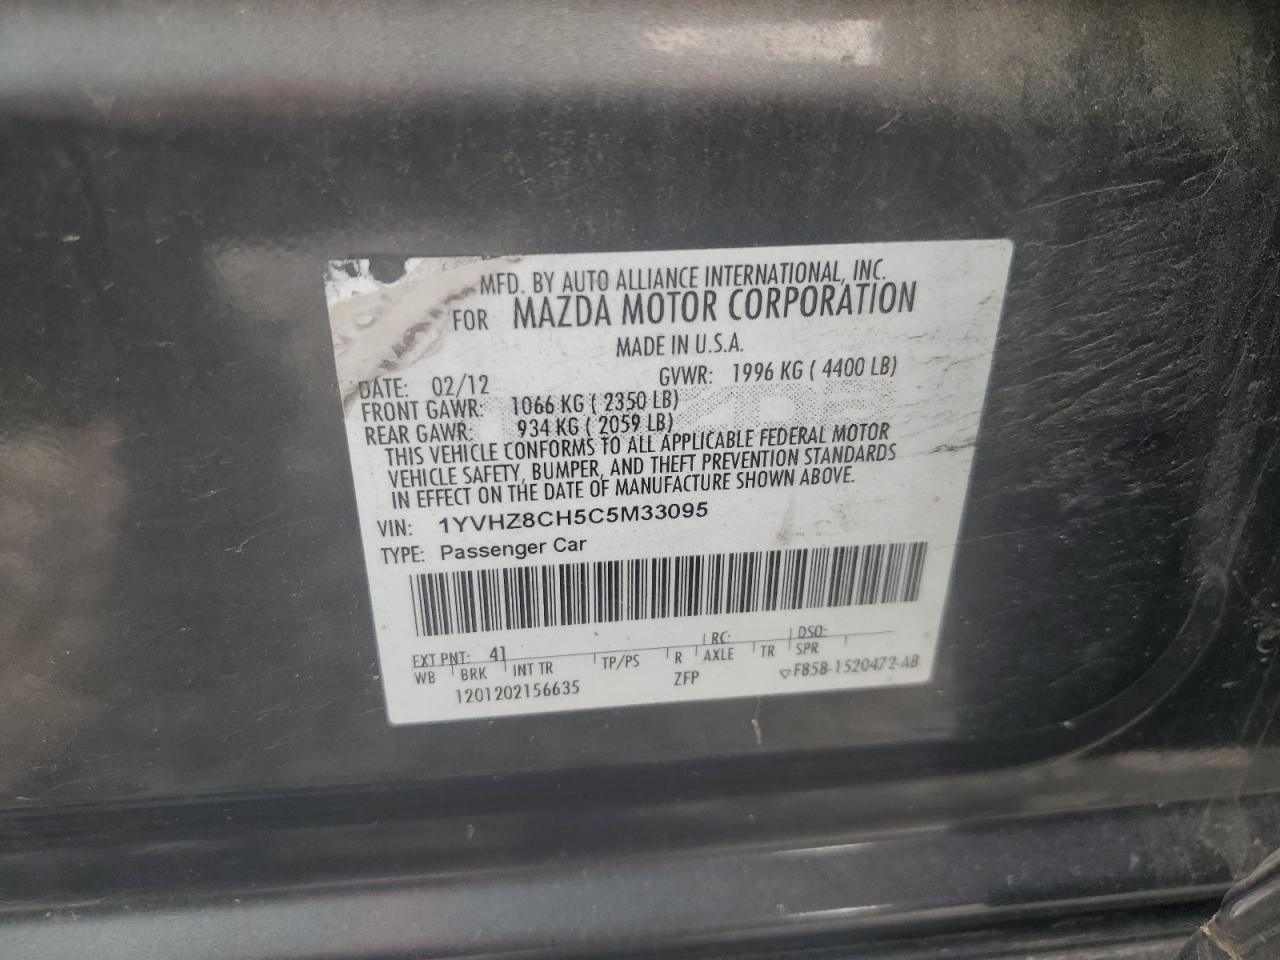 MFD. BY AUTO ALLIANCE INTERNATIONAL, INC.
FOR MAZDA MOTOR CORPORATION
MADE IN U.S.A.
DATE: 02/12 GVWR: 1996 KG ( 4400 LB)
FRONT GAWR: 1066 KG ( 2350 LB)
REAR GAWR: 934 KG ( 2059 LB)
THIS VEHICLE CONFORMS TO ALL APPLICABLE FEDERAL MOTOR
VEHICLE SAFETY, BUMPER, AND THEFT PREVENTION STANDARDS
IN EFFECT ON THE DATE OF MANUFACTURE SHOWN ABOVE.
VIN: 1YVHZ8CH5C5M33095
TYPE: Passenger Car
EXT PNT: 41 RC: DSO:
WB BRK INT TR TP/PS R AXLE TR SPR
1201202156635 ZFP ▽F85B-1520472-AB